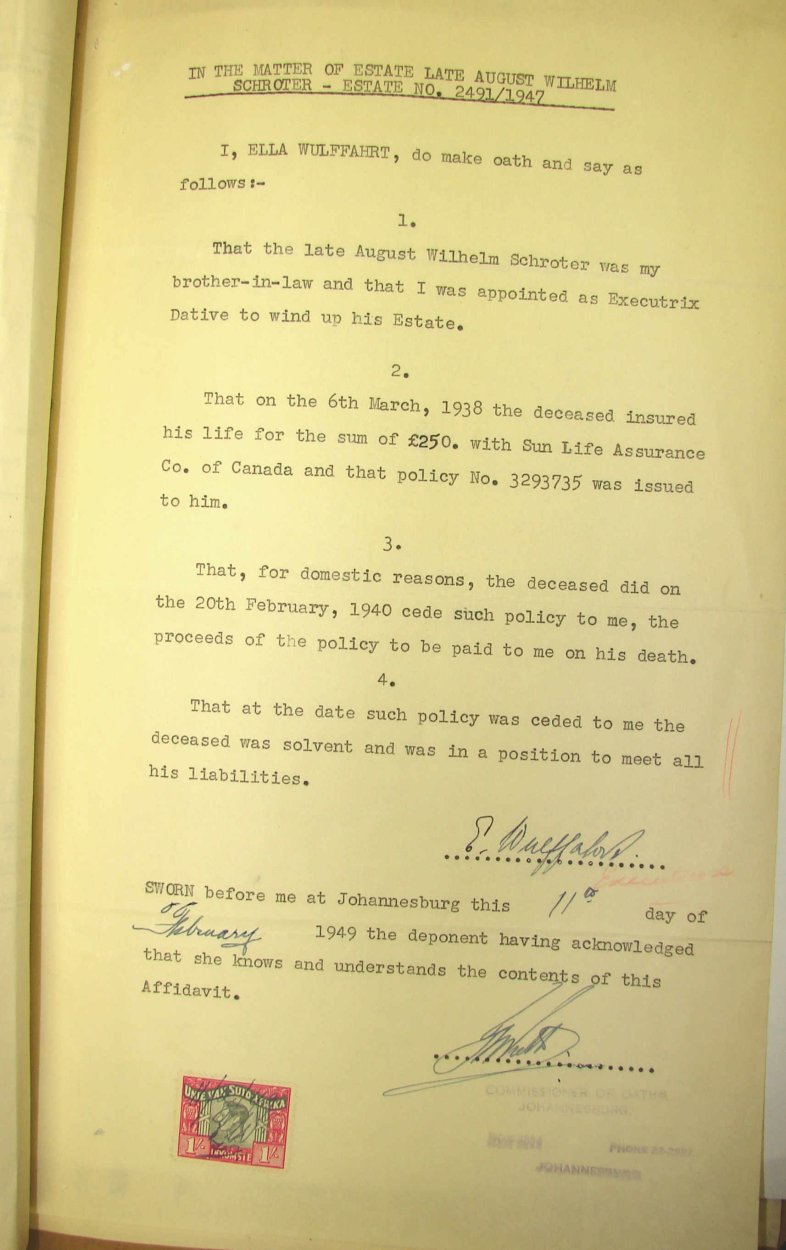 IN THE MATTER OF ESTATE LATE AUGUST WILHELM
SCHROTER - ESTATE NO. 2491/1947
I, ELLA WULFFAHRT, do make oath and say as
follows:-
1.
That the late August Wilhelm Schroter was my
brother-in-law and that I was appointed as Executrix
Dative to wind up his Estate.
2.
That on the 6th March, 1938 the deceased insured
his life for the sum of £250. with Sun Life Assurance
Co. of Canada and that policy No. 3293735 was issued
to him.
3.
That, for domestic reasons, the deceased did on
the 20th February, 1940 cede such policy to me, the
proceeds of the policy to be paid to me on his death.
4.
That at the date such policy was ceded to me the
deceased was solvent and was in a position to meet all
his liabilities.
E. Wulffahrt.
SWORN before me at Johannesburg this 11th day of
February 1949 the deponent having acknowledged
that she knows and understands the contents of this
Affidavit.
COMMISSIONER OF OATHS
JOHANNESBURG.
PHONE
JOHANNESBURG
UNIE VAN SUID AFRIKA
1/- INKOMSTE 1/-